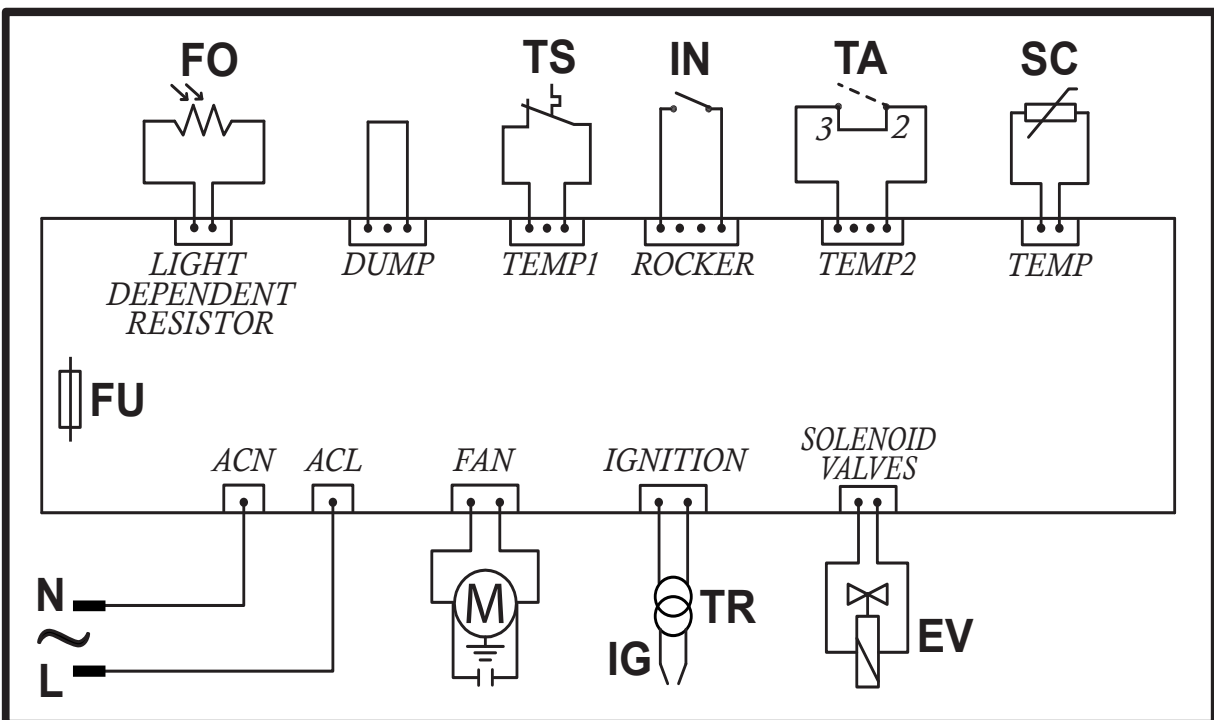 FO
TS
IN
TA
SC
3
2
LIGHT
DEPENDENT
RESISTOR
DUMP
TEMP1
ROCKER
TEMP2
TEMP
FU
ACN
ACL
FAN
IGNITION
SOLENOID
VALVES
N
~
L
M
TR
IG
EV